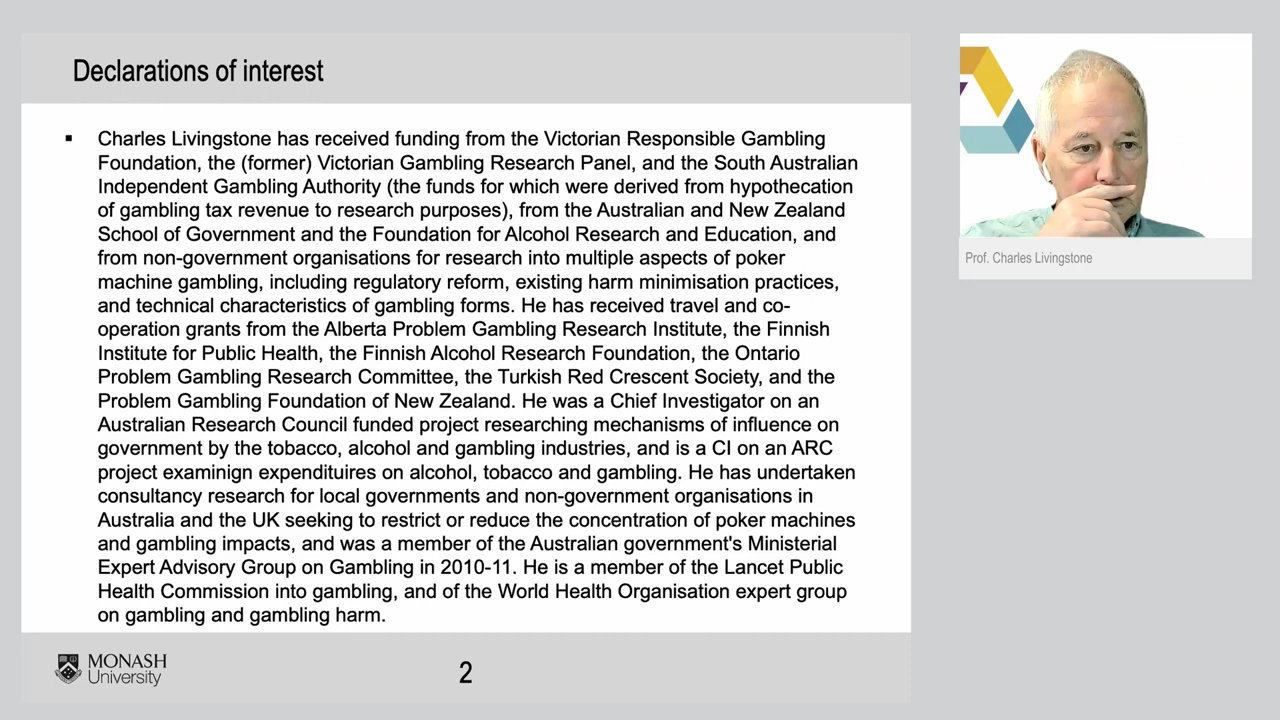 Declarations of interest
▪ Charles Livingstone has received funding from the Victorian Responsible Gambling
Foundation, the (former) Victorian Gambling Research Panel, and the South Australian
Independent Gambling Authority (the funds for which were derived from hypothecation
of gambling tax revenue to research purposes), from the Australian and New Zealand
School of Government and the Foundation for Alcohol Research and Education, and
from non-government organisations for research into multiple aspects of poker
machine gambling, including regulatory reform, existing harm minimisation practices,
and technical characteristics of gambling forms. He has received travel and co-
operation grants from the Alberta Problem Gambling Research Institute, the Finnish
Institute for Public Health, the Finnish Alcohol Research Foundation, the Ontario
Problem Gambling Research Committee, the Turkish Red Crescent Society, and the
Problem Gambling Foundation of New Zealand. He was a Chief Investigator on an
Australian Research Council funded project researching mechanisms of influence on
government by the tobacco, alcohol and gambling industries, and is a CI on an ARC
project examinign expendituires on alcohol, tobacco and gambling. He has undertaken
consultancy research for local governments and non-government organisations in
Australia and the UK seeking to restrict or reduce the concentration of poker machines
and gambling impacts, and was a member of the Australian government's Ministerial
Expert Advisory Group on Gambling in 2010-11. He is a member of the Lancet Public
Health Commission into gambling, and of the World Health Organisation expert group
on gambling and gambling harm.
MONASH
University
2
Prof. Charles Livingstone